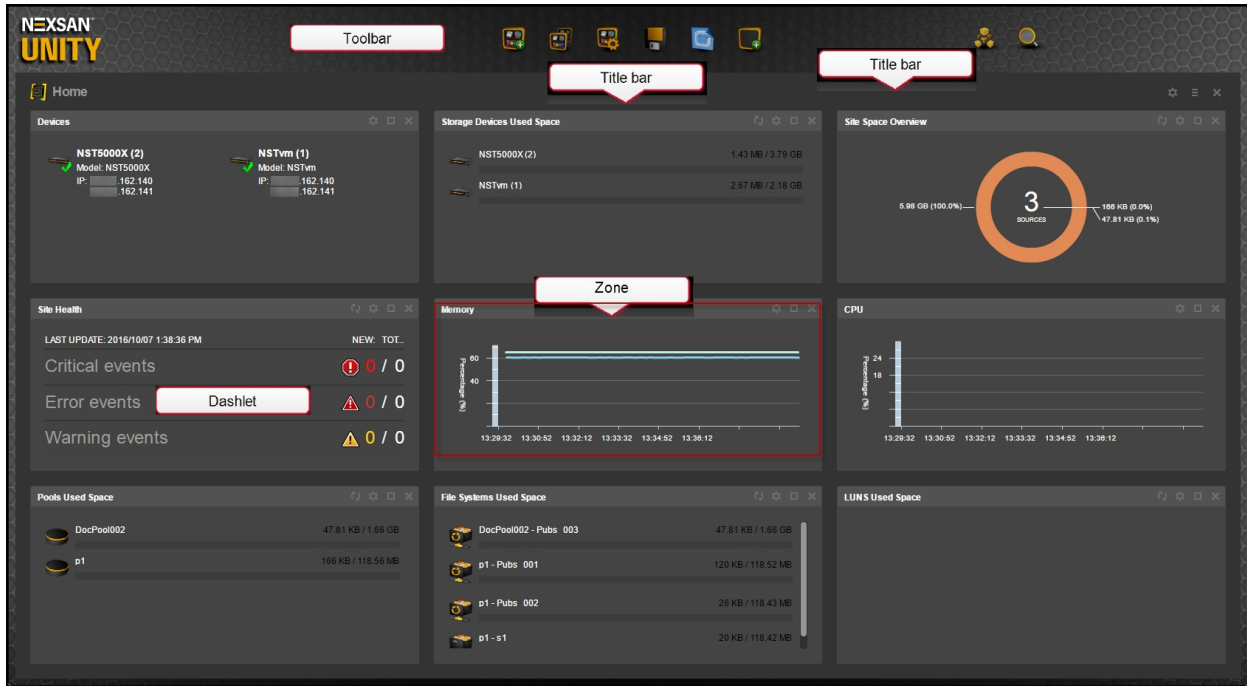 NEXSAN
UNITY
Toolbar
Title bar
Title bar
Home
Devices
NST5000X (2)
Model: NST5000X
IP: .162.140
.162.141
NSTvm (1)
Model: NSTvm
IP: .162.140
.162.141
Storage Devices Used Space
NST5000X (2) 1.43 MB / 3.79 GB
NSTvm (1) 2.67 MB / 2.18 GB
Site Space Overview
5.98 GB (100.0%)
3
SOURCES
166 KB (0.0%)
47.81 KB (0.1%)
Site Health
LAST UPDATE: 2016/10/07 1:38:36 PM NEW: TOT...
Critical events 0 / 0
Error events 0 / 0
Dashlet
Warning events 0 / 0
Zone
Memory
Percentage (%)
60
40
13:29:32 13:30:52 13:32:12 13:33:32 13:34:52 13:36:12
CPU
Percentage (%)
24
18
13:29:32 13:30:52 13:32:12 13:33:32 13:34:52 13:36:12
Pools Used Space
DocPool002 47.81 KB / 1.66 GB
p1 166 KB / 118.56 MB
File Systems Used Space
DocPool002 - Pubs 003 47.81 KB / 1.66 GB
p1 - Pubs 001 120 KB / 118.52 MB
p1 - Pubs 002 26 KB / 118.43 MB
p1 - s1 20 KB / 118.42 MB
LUNS Used Space